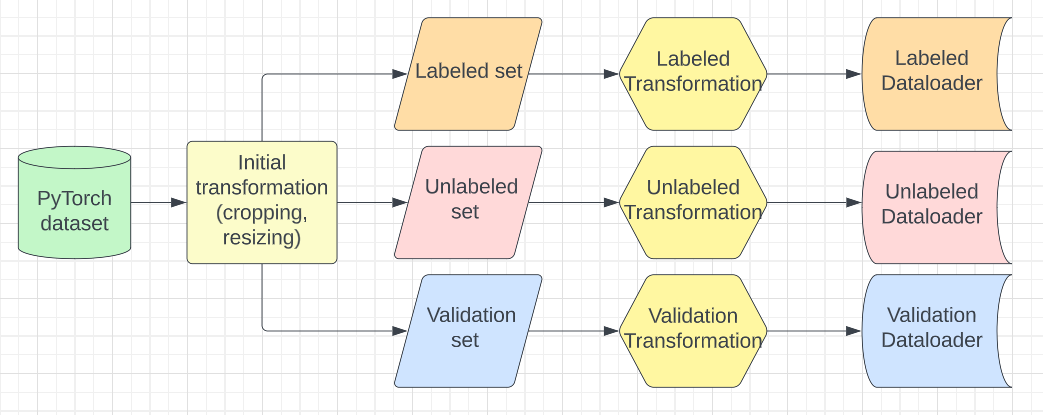 PyTorch
dataset
Initial
transformation
(cropping,
resizing)
Labeled set
Labeled
Transformation
Labeled
Dataloader
Unlabeled
set
Unlabeled
Transformation
Unlabeled
Dataloader
Validation
set
Validation
Transformation
Validation
Dataloader